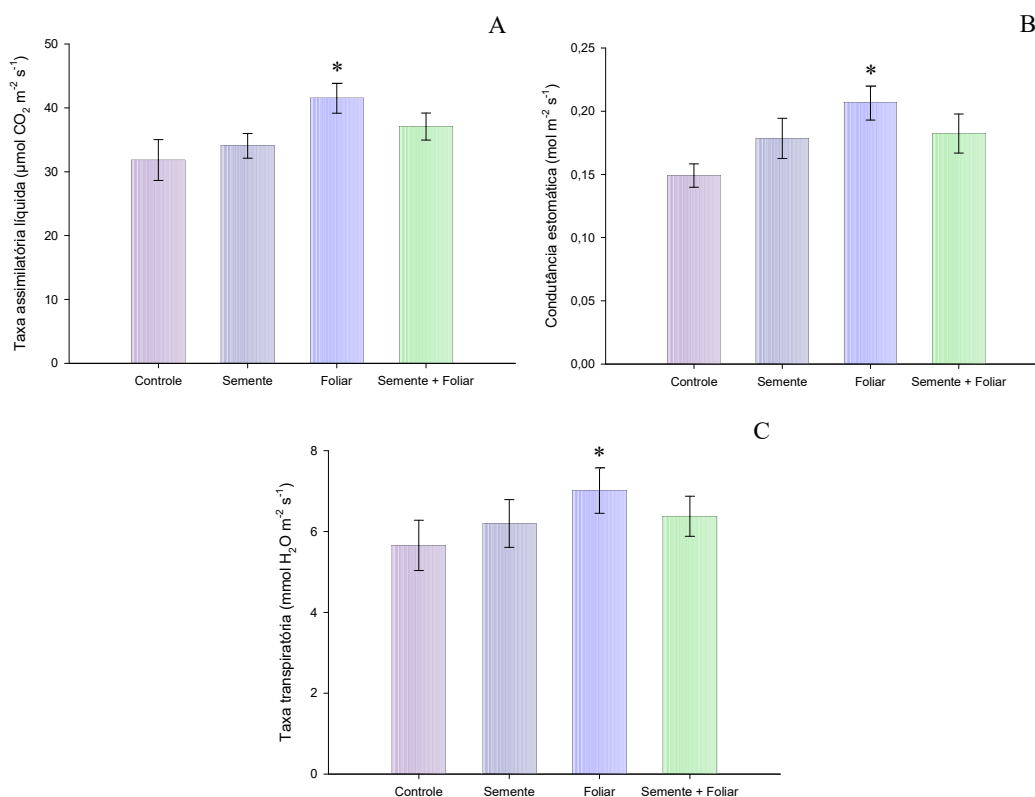 A
Taxa assimilatória líquida (µmol CO₂ m⁻² s⁻¹)
50
40
30
20
10
0
*
Controle Semente Foliar Semente + Foliar
B
Condutância estomática (mol m⁻² s⁻¹)
0,25
0,20
0,15
0,10
0,05
0,00
*
Controle Semente Foliar Semente + Foliar
C
Taxa transpiratória (mmol H₂O m⁻² s⁻¹)
8
6
4
2
0
*
Controle Semente Foliar Semente + Foliar